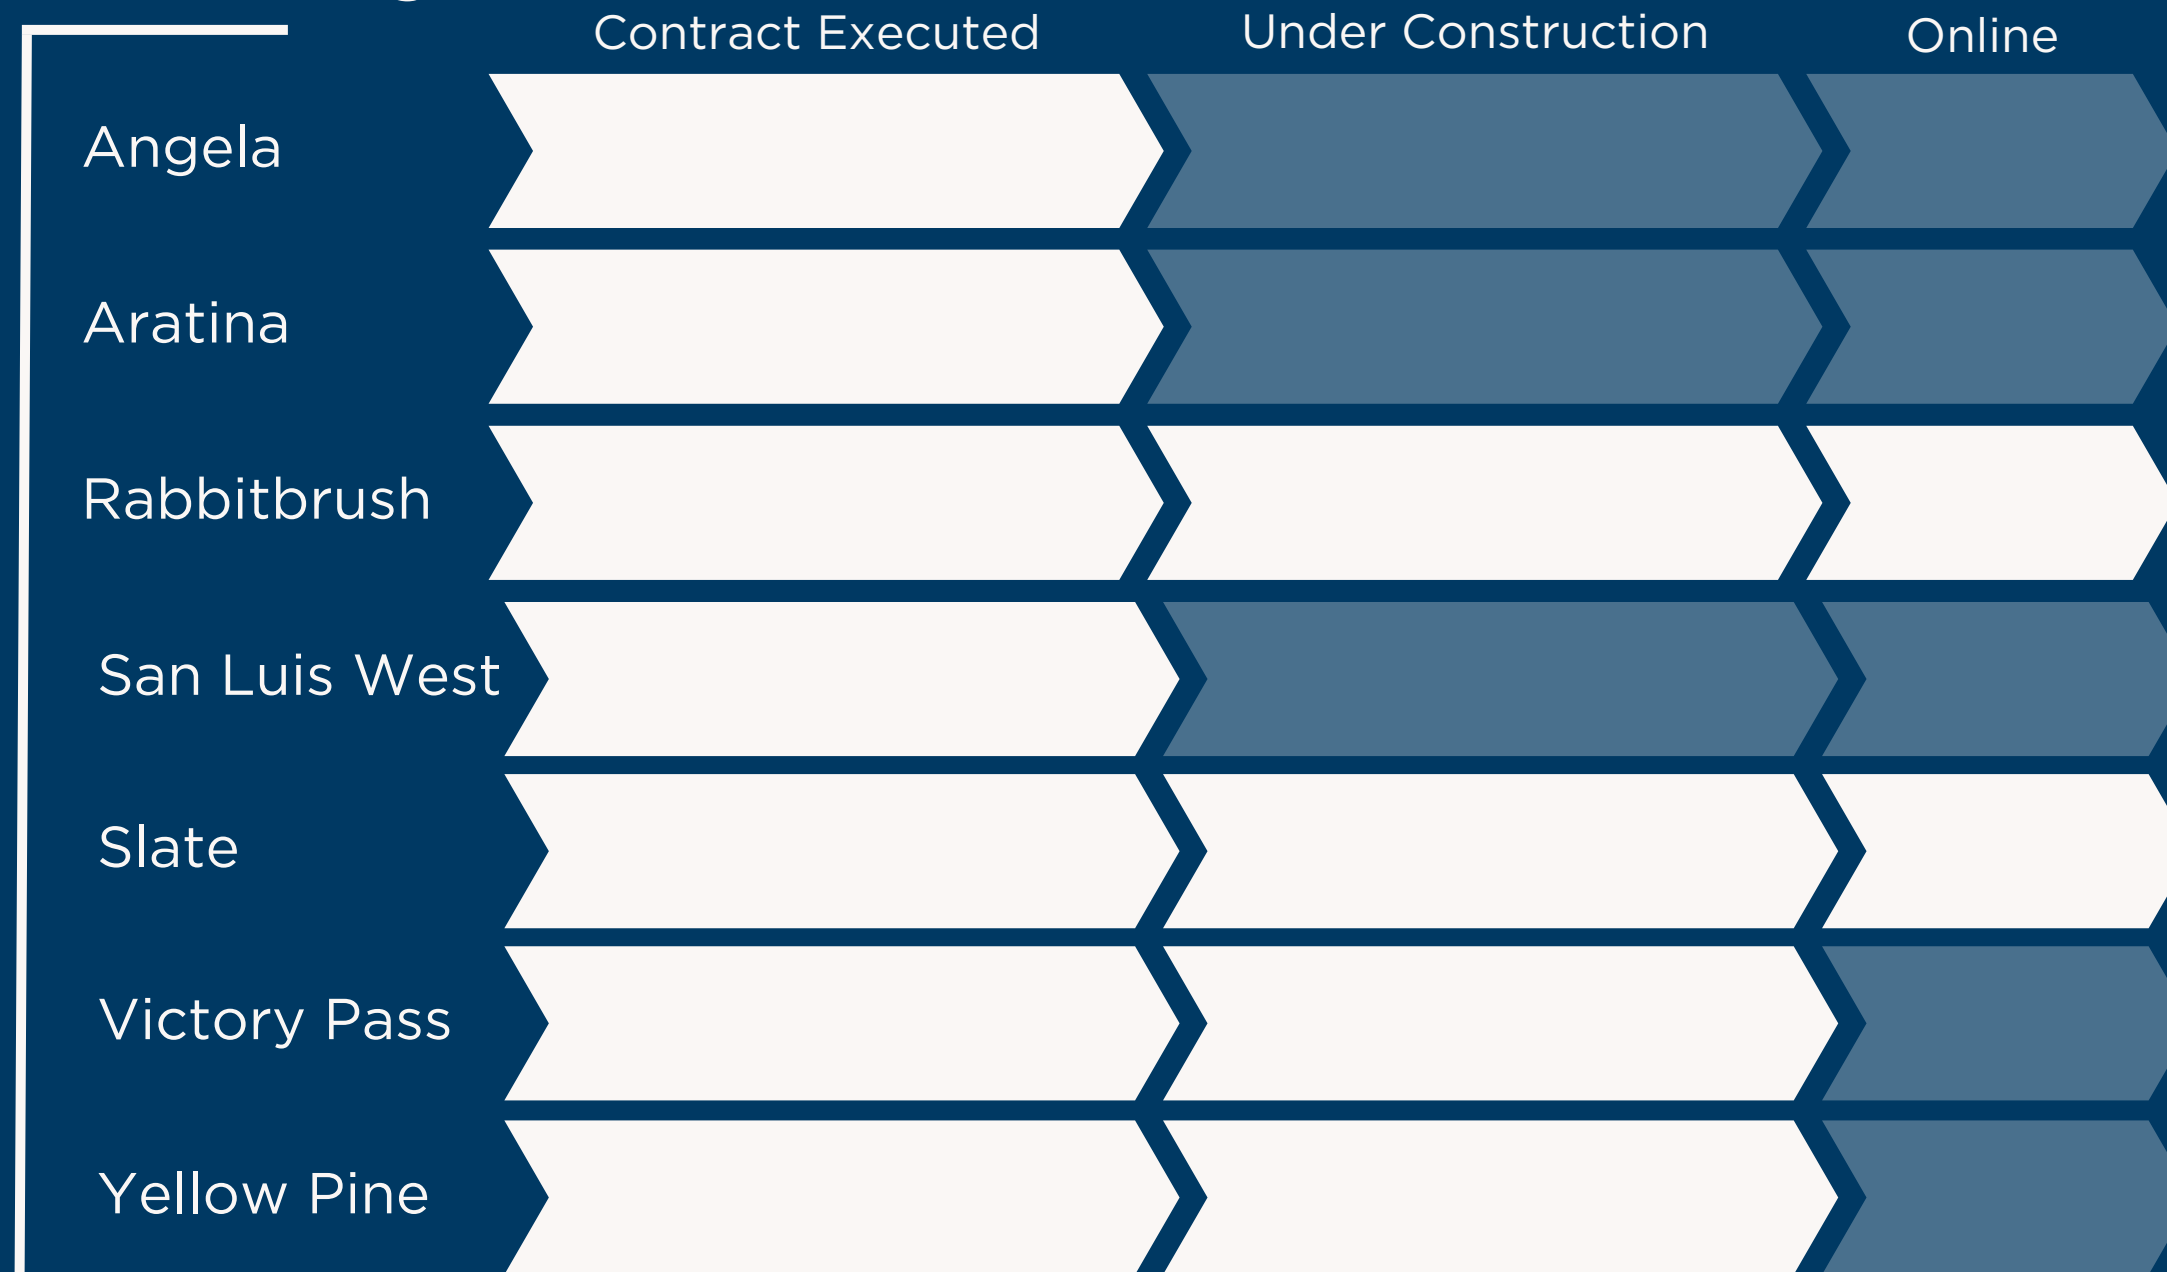 Contract Executed Under Construction Online
Angela
Aratina
Rabbitbrush
San Luis West
Slate
Victory Pass
Yellow Pine